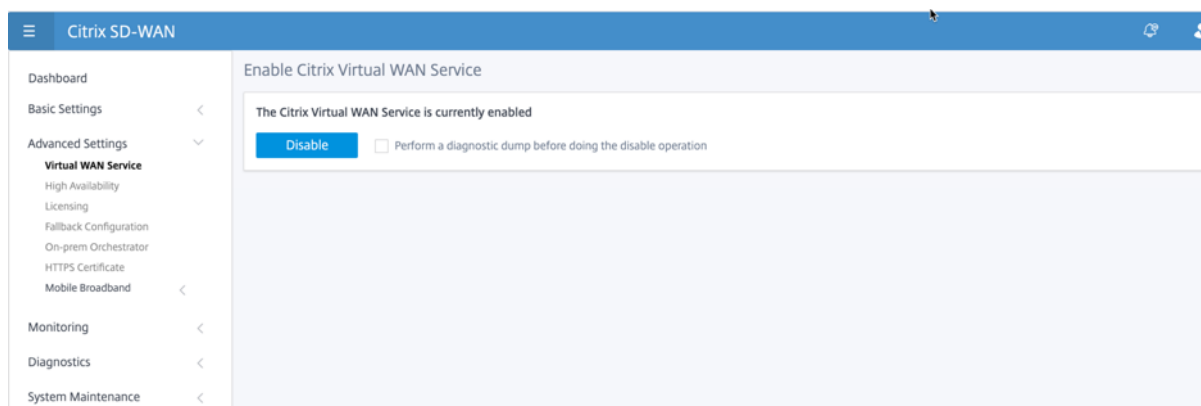 Citrix SD-WAN
Dashboard
Basic Settings
Advanced Settings
Virtual WAN Service
High Availability
Licensing
Fallback Configuration
On-prem Orchestrator
HTTPS Certificate
Mobile Broadband
Monitoring
Diagnostics
System Maintenance
Enable Citrix Virtual WAN Service
The Citrix Virtual WAN Service is currently enabled
Disable
Perform a diagnostic dump before doing the disable operation